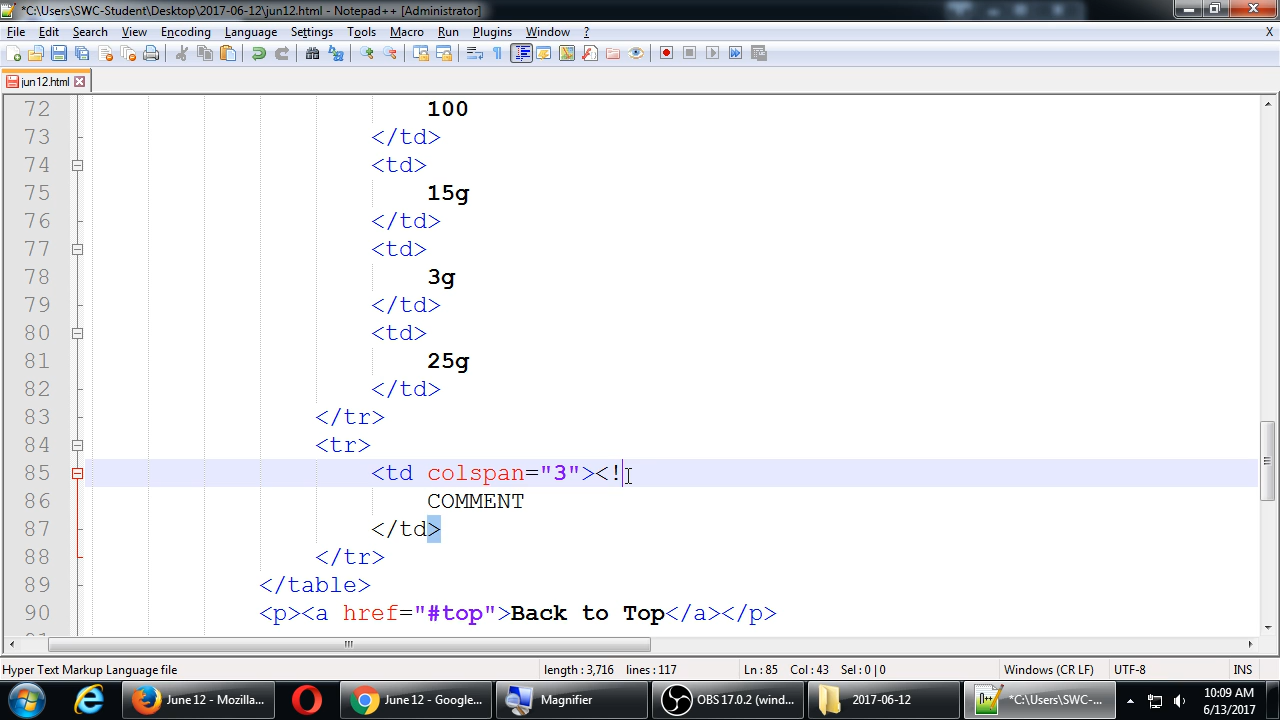 *C:\Users\SWC-Student\Desktop\2017-06-12\jun12.html - Notepad++ [Administrator]
File Edit Search View Encoding Language Settings Tools Macro Run Plugins Window ? X
jun12.html
72 100
73 </td>
74 <td>
75 15g
76 </td>
77 <td>
78 3g
79 </td>
80 <td>
81 25g
82 </td>
83 </tr>
84 <tr>
85 <td colspan="3"><!
86 COMMENT
87 </td>
88 </tr>
89 </table>
90 <p><a href="#top">Back to Top</a></p>
Hyper Text Markup Language file length : 3,716 lines : 117 Ln : 85 Col : 43 Sel : 0 | 0 Windows (CR LF) UTF-8 INS
June 12 - Mozilla... June 12 - Google... Magnifier OBS 17.0.2 (wind... 2017-06-12 *C:\Users\SWC-... 10:09 AM
6/13/2017